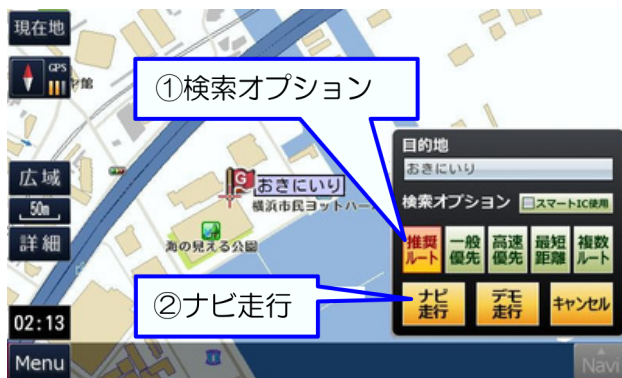 現在地
GPS
館
①検索オプション
目的地
おきにいり
検索オプション スマートIC使用
推奨ルート
一般優先
高速優先
最短距離
複数ルート
ナビ走行
デモ走行
キャンセル
広域
50m
詳細
G おきにいり
横浜市民ヨットハー
海の見える公園
②ナビ走行
02:13
Menu
Navi